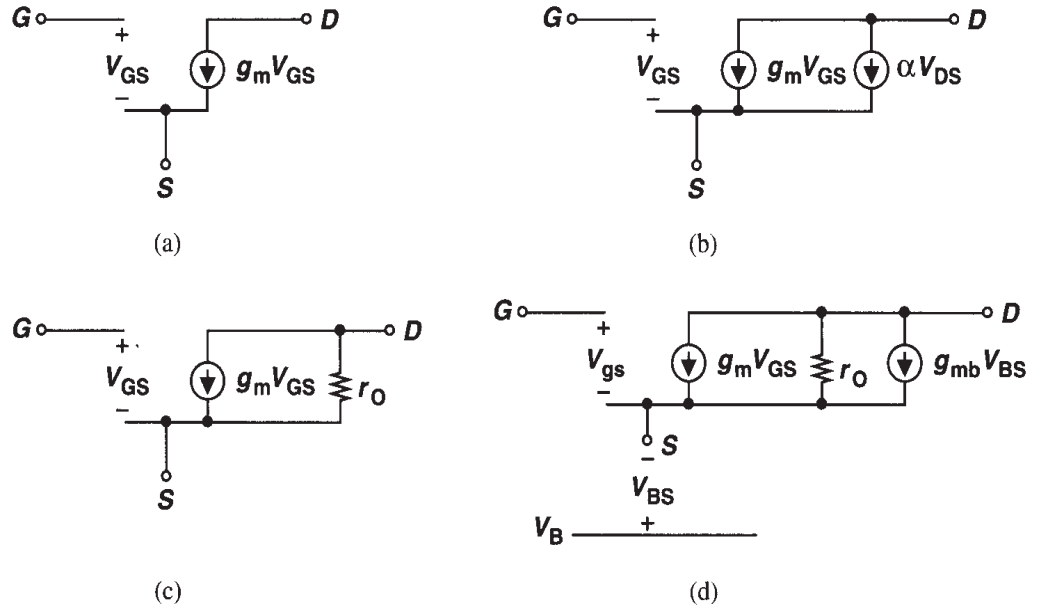 G D G D
+ +
V_GS g_m V_GS V_GS g_m V_GS α V_DS
− −
S S
(a) (b)
G D G D
+ +
V_GS g_m V_GS r_O V_gs g_m V_GS r_O g_mb V_BS
− −
S S
−
V_BS
V_B +
(c) (d)